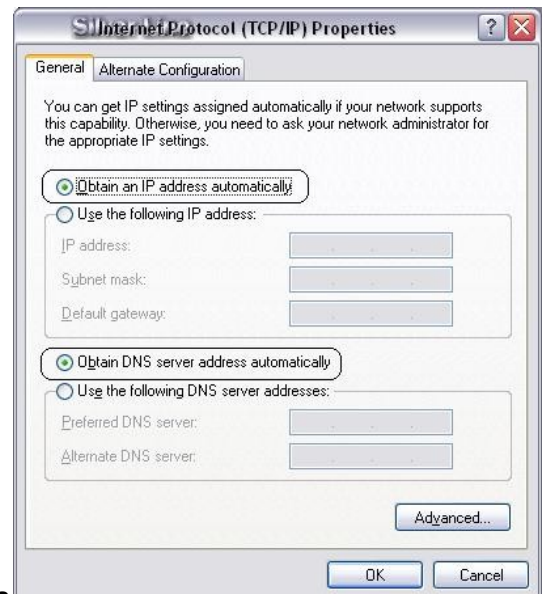 Internet Protocol (TCP/IP) Properties
General
Alternate Configuration
You can get IP settings assigned automatically if your network supports
this capability. Otherwise, you need to ask your network administrator for
the appropriate IP settings.
Obtain an IP address automatically
Use the following IP address:
IP address:
Subnet mask:
Default gateway:
Obtain DNS server address automatically
Use the following DNS server addresses:
Preferred DNS server:
Alternate DNS server:
Advanced...
OK
Cancel